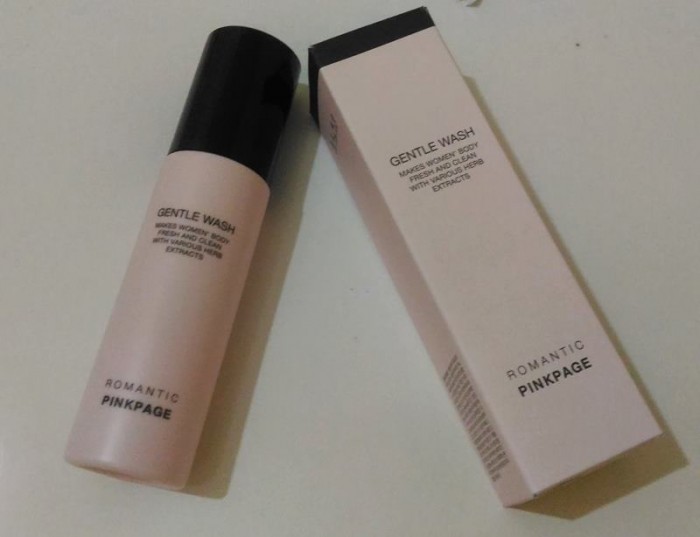 GENTLE WASH
MAKES WOMEN' BODY
FRESH AND CLEAN
WITH VARIOUS HERB
EXTRACTS
ROMANTIC
PINKPAGE
GENTLE WASH
MAKES WOMEN' BODY
FRESH AND CLEAN
WITH VARIOUS HERB
EXTRACTS
ROMANTIC
PINKPAGE